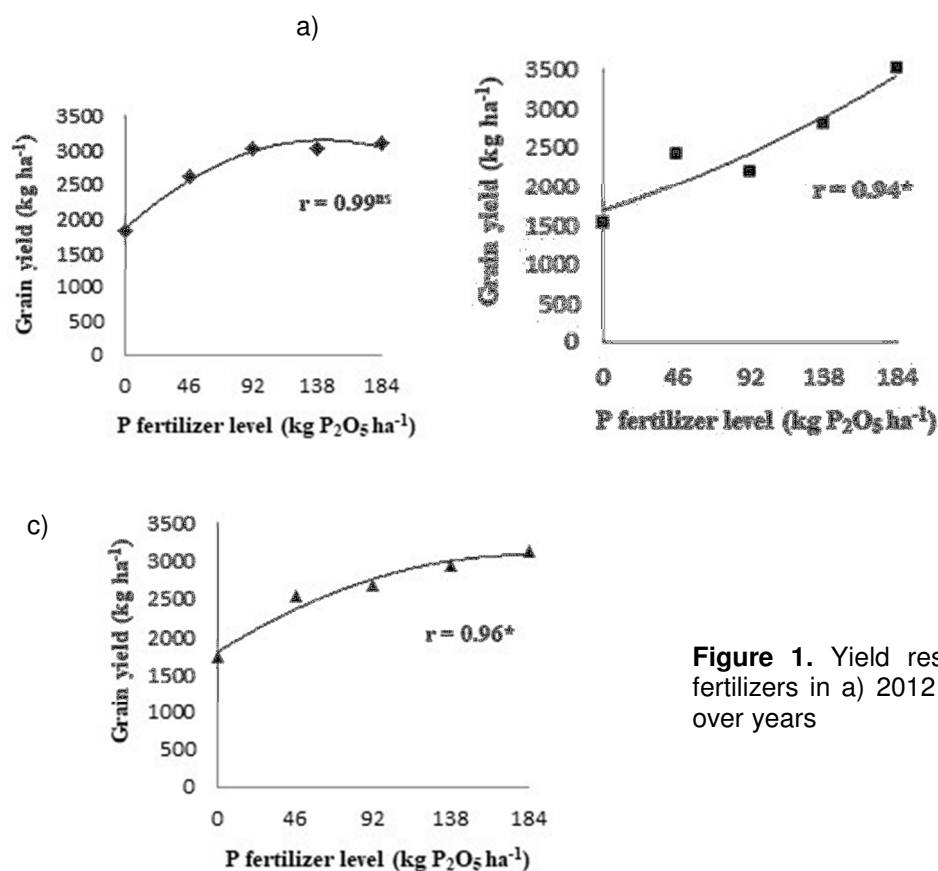 a)
3500
3000
2500
2000
1500
1000
500
0
Grain yield (kg ha⁻¹)
r = 0.99ⁿˢ
0 46 92 138 184
P fertilizer level (kg P₂O₅ ha⁻¹)
3500
3000
2500
2000
1500
1000
500
0
Grain yield (kg ha⁻¹)
r = 0.94*
0 46 92 138 184
P fertilizer level (kg P₂O₅ ha⁻¹)
c)
3500
3000
2500
2000
1500
1000
500
0
Grain yield (kg ha⁻¹)
r = 0.96*
0 46 92 138 184
P fertilizer level (kg P₂O₅ ha⁻¹)
Figure 1. Yield res
fertilizers in a) 2012
over years